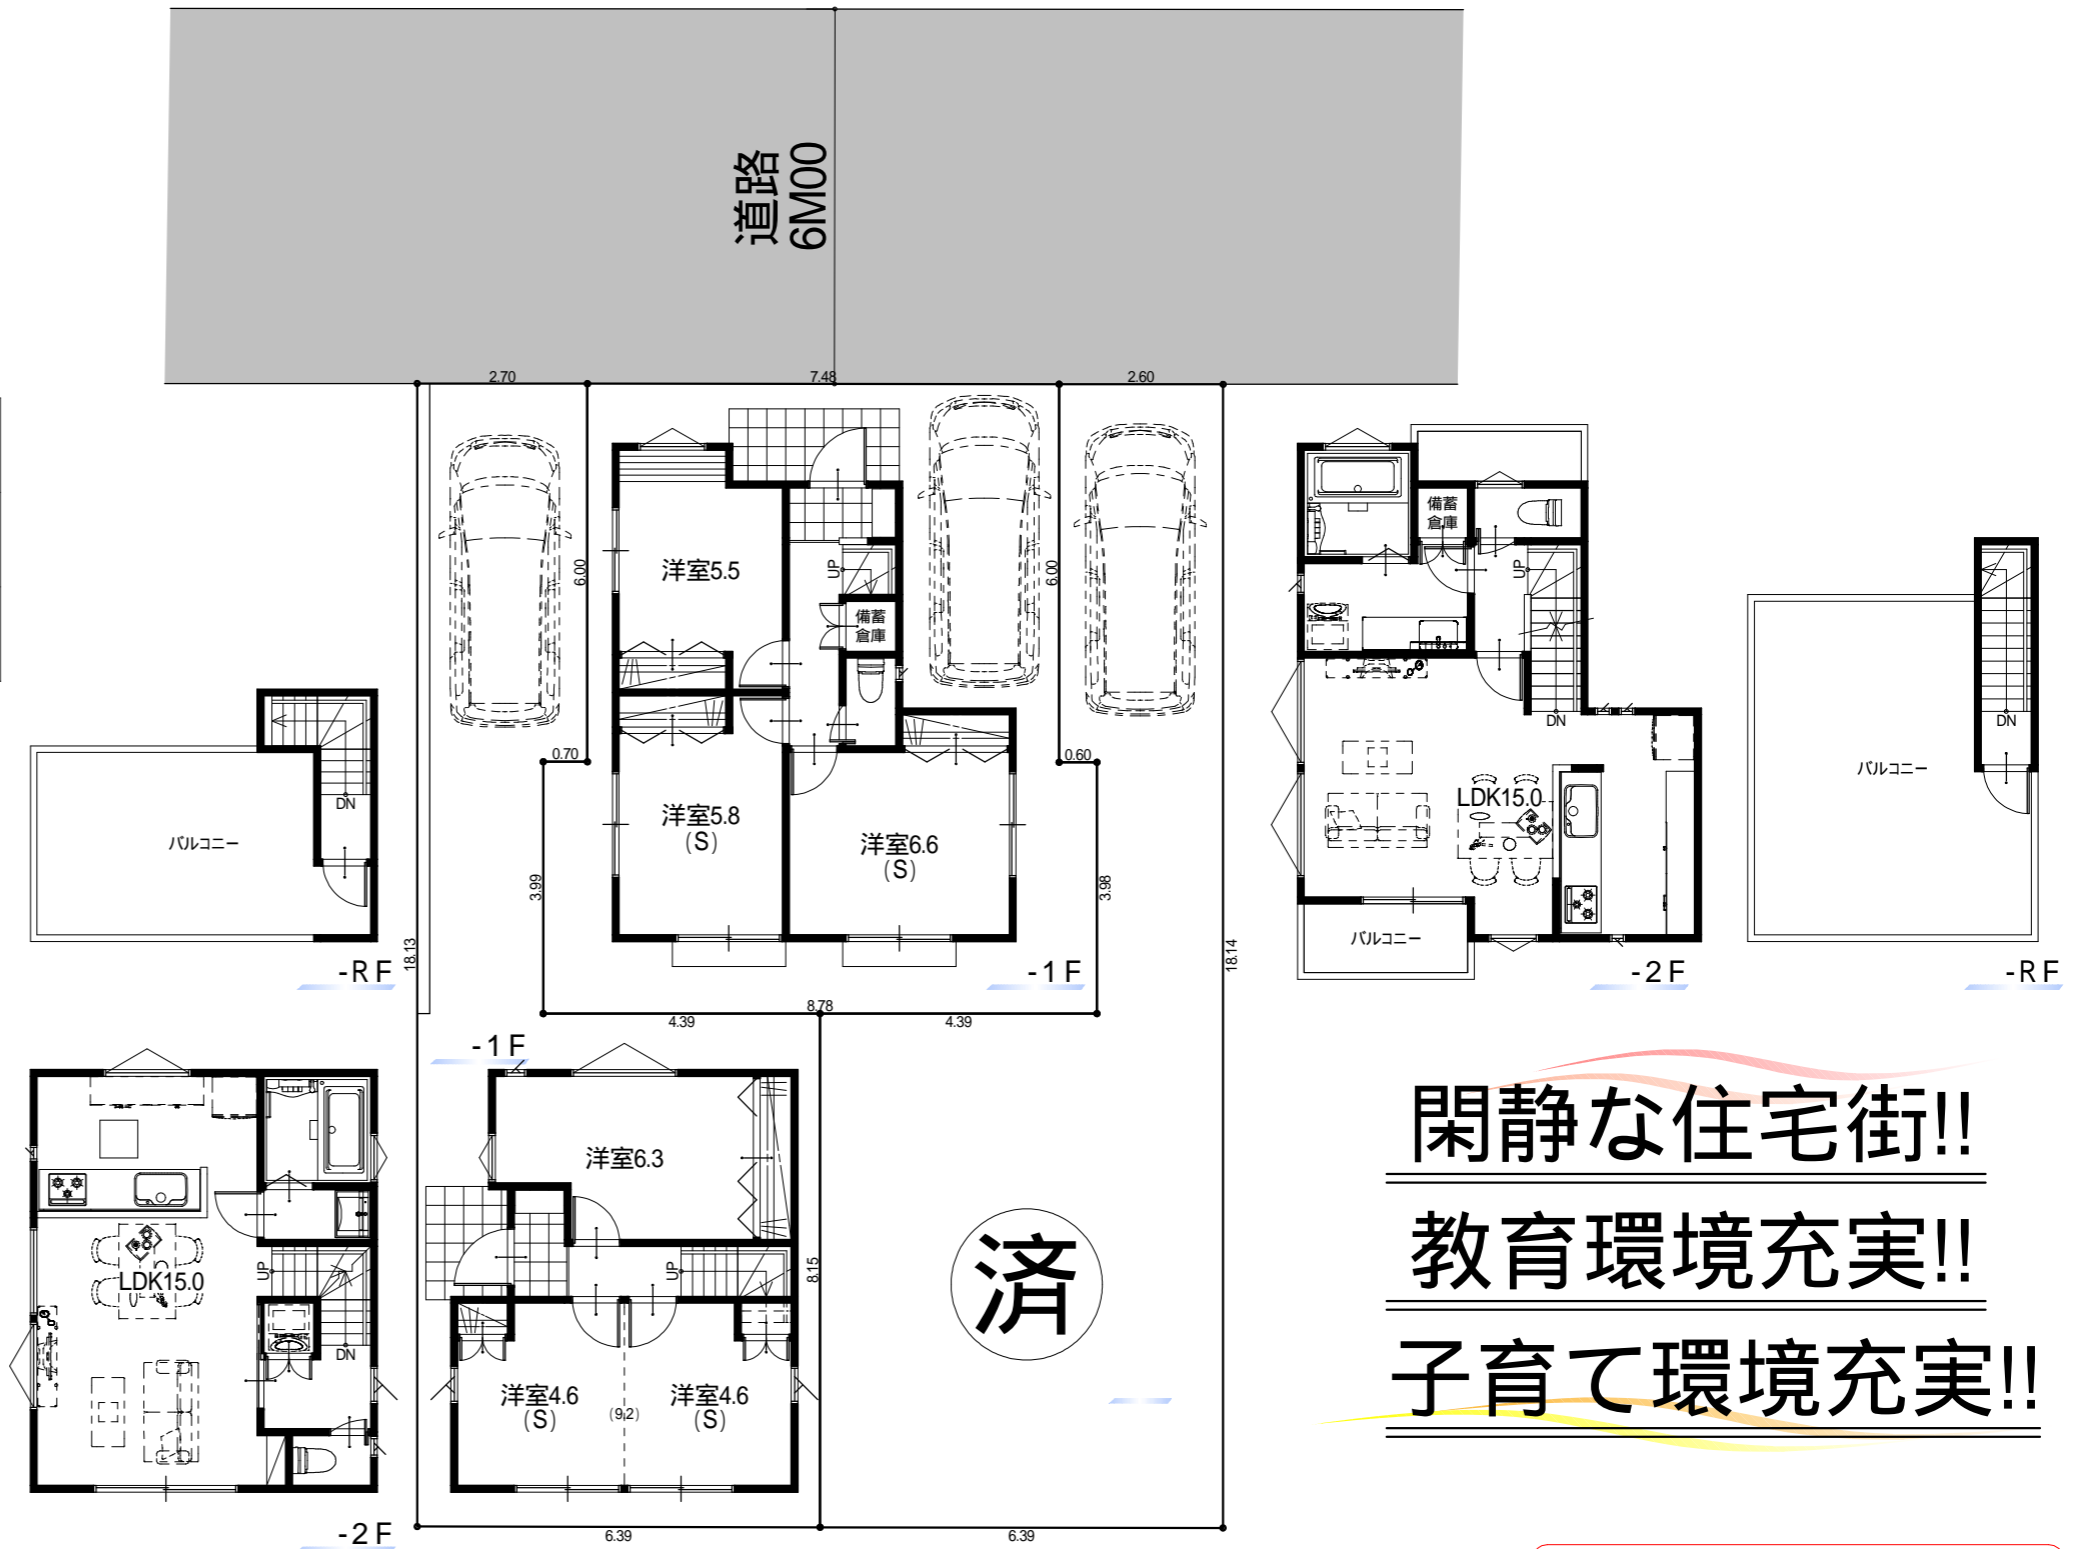 道路
6M00
2.70
7.48
2.60
6.00
6.00
洋室5.5
UP
備蓄
倉庫
洋室5.8
(S)
洋室6.6
(S)
0.70
0.60
3.99
3.98
18.13
18.14
-1F
8.78
4.39
4.39
備蓄
倉庫
UP
DN
LDK15.0
バルコニー
-2F
DN
バルコニー
-RF
DN
バルコニー
-RF
-1F
洋室6.3
UP
洋室4.6
(S)
(9.2)
洋室4.6
(S)
8.15
済
6.39
6.39
LDK15.0
UP
DN
-2F
閑静な住宅街!!
教育環境充実!!
子育て環境充実!!